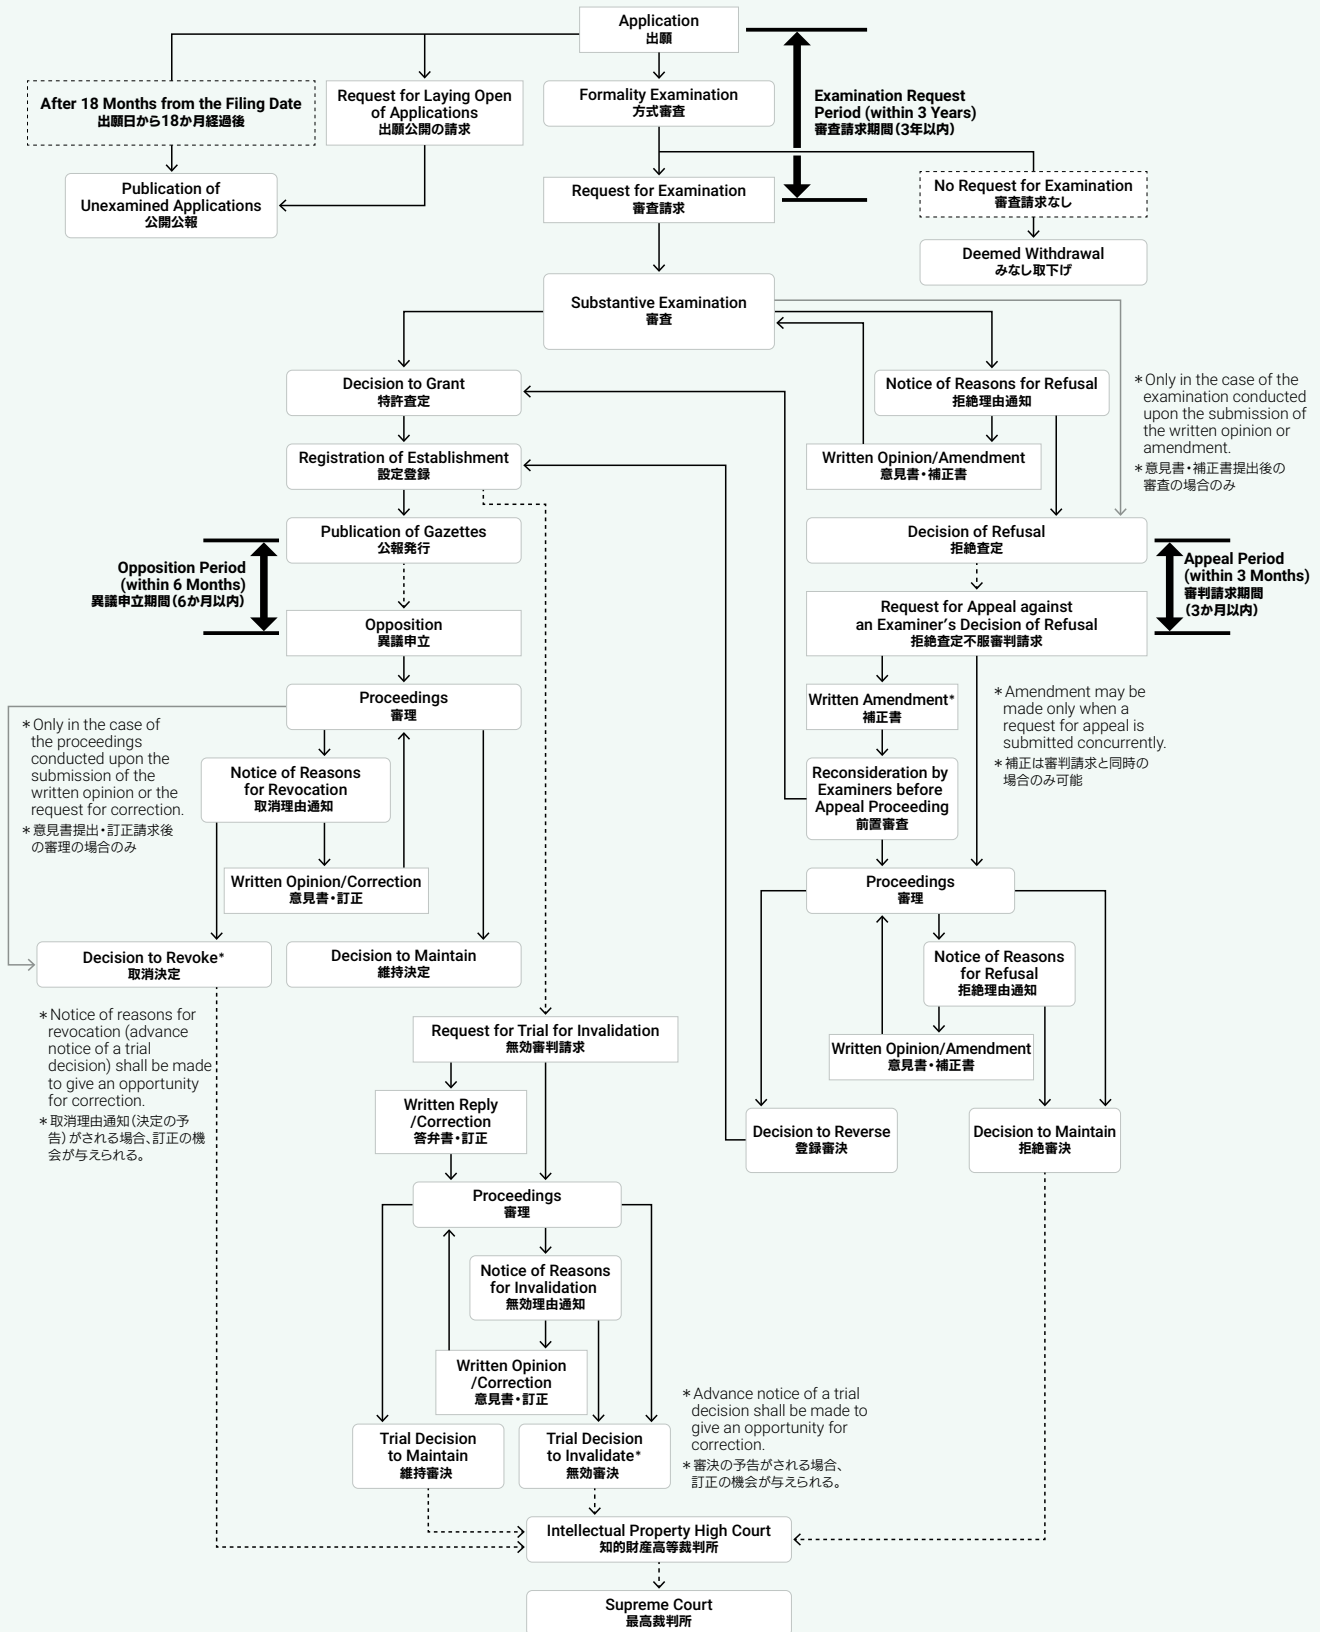 Application
出願
After 18 Months from the Filing Date
出願日から18か月経過後
Request for Laying Open
of Applications
出願公開の請求
Formality Examination
方式審査
Examination Request
Period (within 3 Years)
審査請求期間（3年以内）
Publication of
Unexamined Applications
公開公報
Request for Examination
審査請求
No Request for Examination
審査請求なし
Deemed Withdrawal
みなし取下げ
Substantive Examination
審査
Decision to Grant
特許査定
Notice of Reasons for Refusal
拒絶理由通知
＊Only in the case of the
examination conducted
upon the submission of
the written opinion or
amendment.
＊意見書・補正書提出後の
審査の場合のみ
Registration of Establishment
設定登録
Written Opinion/Amendment
意見書・補正書
Publication of Gazettes
公報発行
Decision of Refusal
拒絶査定
Opposition Period
(within 6 Months)
異議申立期間（6か月以内）
Appeal Period
(within 3 Months)
審判請求期間
（3か月以内）
Opposition
異議申立
Request for Appeal against
an Examiner's Decision of Refusal
拒絶査定不服審判請求
Proceedings
審理
Written Amendment*
補正書
＊Amendment may be
made only when a
request for appeal is
submitted concurrently.
＊補正は審判請求と同時の
場合のみ可能
＊Only in the case of
the proceedings
conducted upon the
submission of the
written opinion or the
request for correction.
＊意見書提出・訂正請求後
の審理の場合のみ
Notice of Reasons
for Revocation
取消理由通知
Reconsideration by
Examiners before
Appeal Proceeding
前置審査
Written Opinion/Correction
意見書・訂正
Proceedings
審理
Decision to Revoke*
取消決定
Decision to Maintain
維持決定
Notice of Reasons
for Refusal
拒絶理由通知
＊Notice of reasons for
revocation (advance
notice of a trial
decision) shall be made
to give an opportunity
for correction.
＊取消理由通知（決定の予
告）がされる場合、訂正の機
会が与えられる。
Request for Trial for Invalidation
無効審判請求
Written Opinion/Amendment
意見書・補正書
Written Reply
/Correction
答弁書・訂正
Decision to Reverse
登録審決
Decision to Maintain
拒絶審決
Proceedings
審理
Notice of Reasons
for Invalidation
無効理由通知
Written Opinion
/Correction
意見書・訂正
＊Advance notice of a trial
decision shall be made to
give an opportunity for
correction.
＊審決の予告がされる場合、
訂正の機会が与えられる。
Trial Decision
to Maintain
維持審決
Trial Decision
to Invalidate*
無効審決
Intellectual Property High Court
知的財産高等裁判所
Supreme Court
最高裁判所